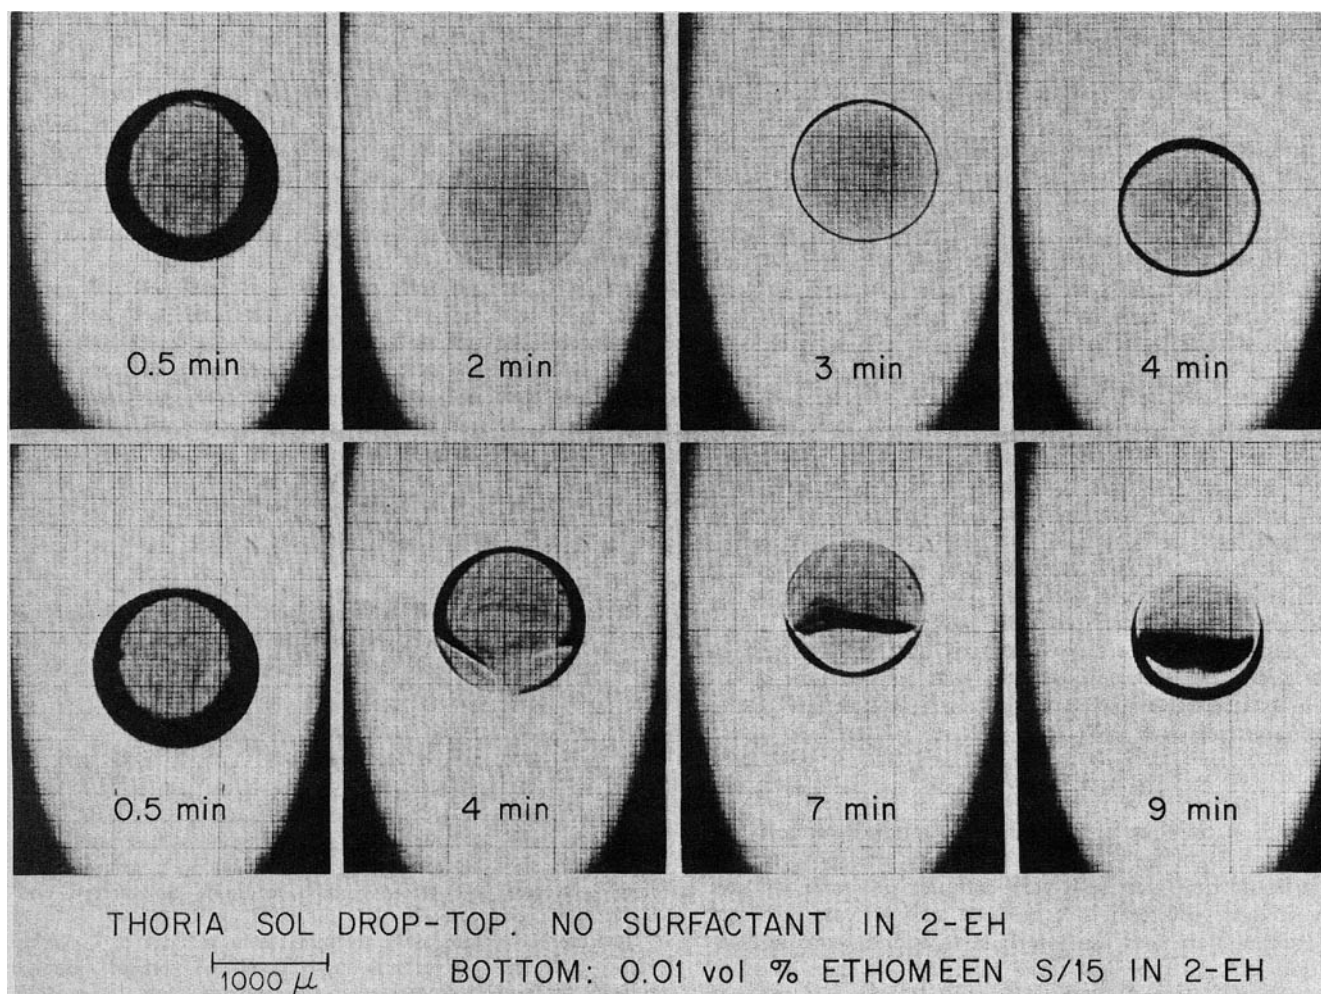 0.5 min
2 min
3 min
4 min
0.5 min
4 min
7 min
9 min
THORIA SOL DROP-TOP. NO SURFACTANT IN 2-EH
1000 μ
BOTTOM: 0.01 vol % ETHOMEEN S/15 IN 2-EH